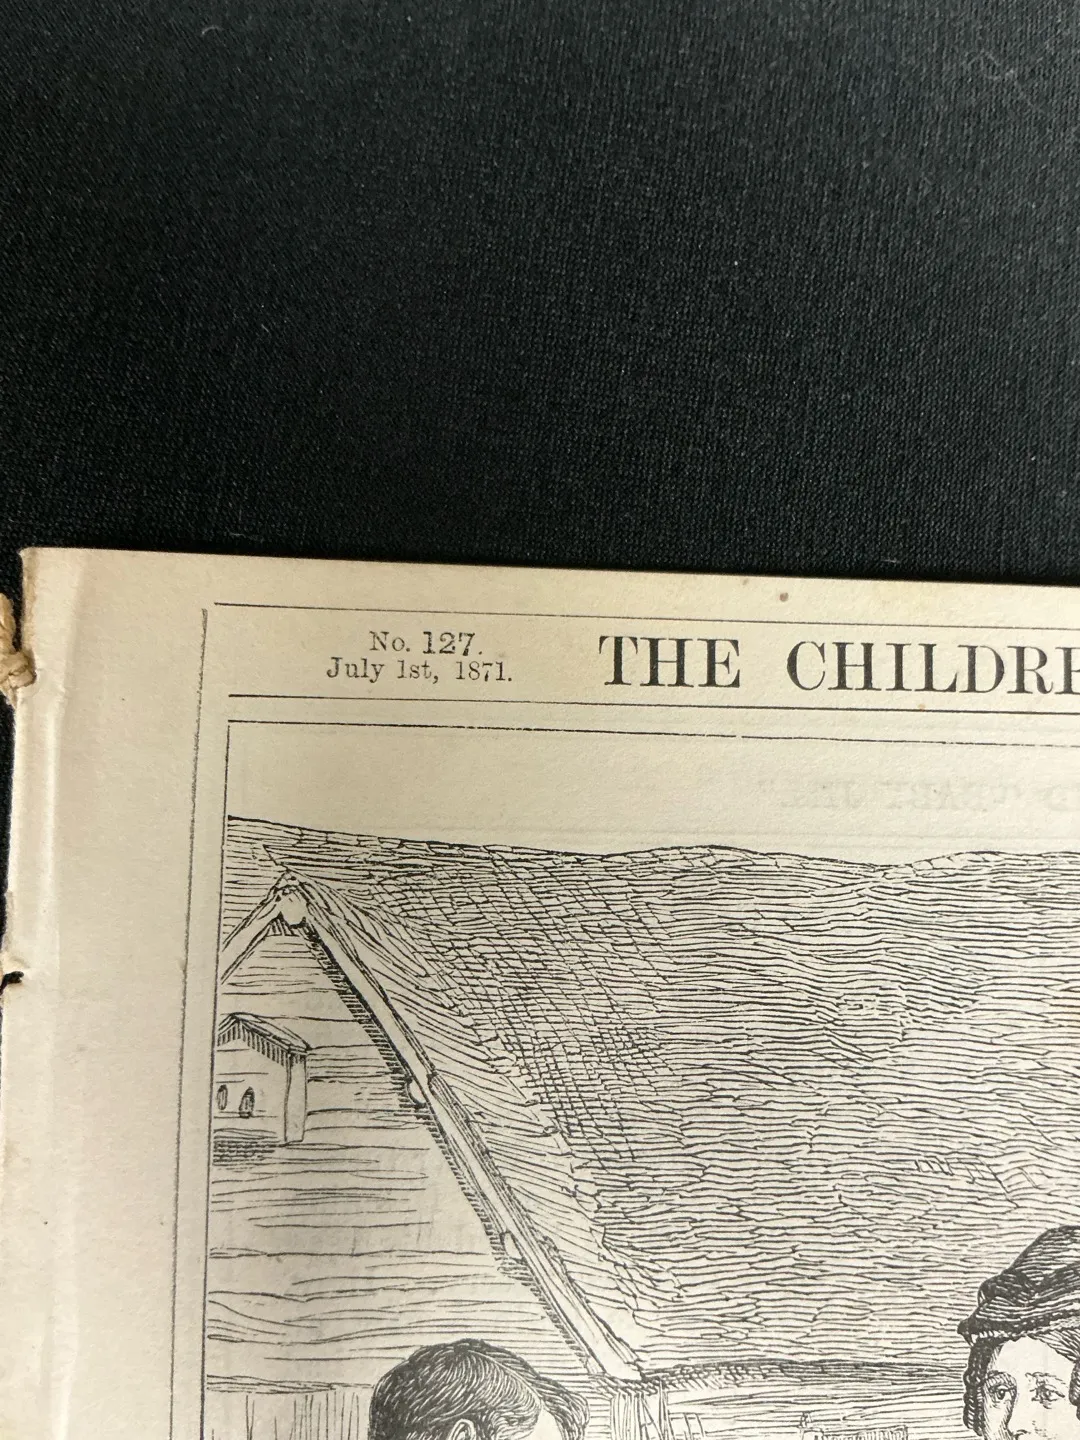 No. 127.
July 1st, 1871.
THE CHILDRE